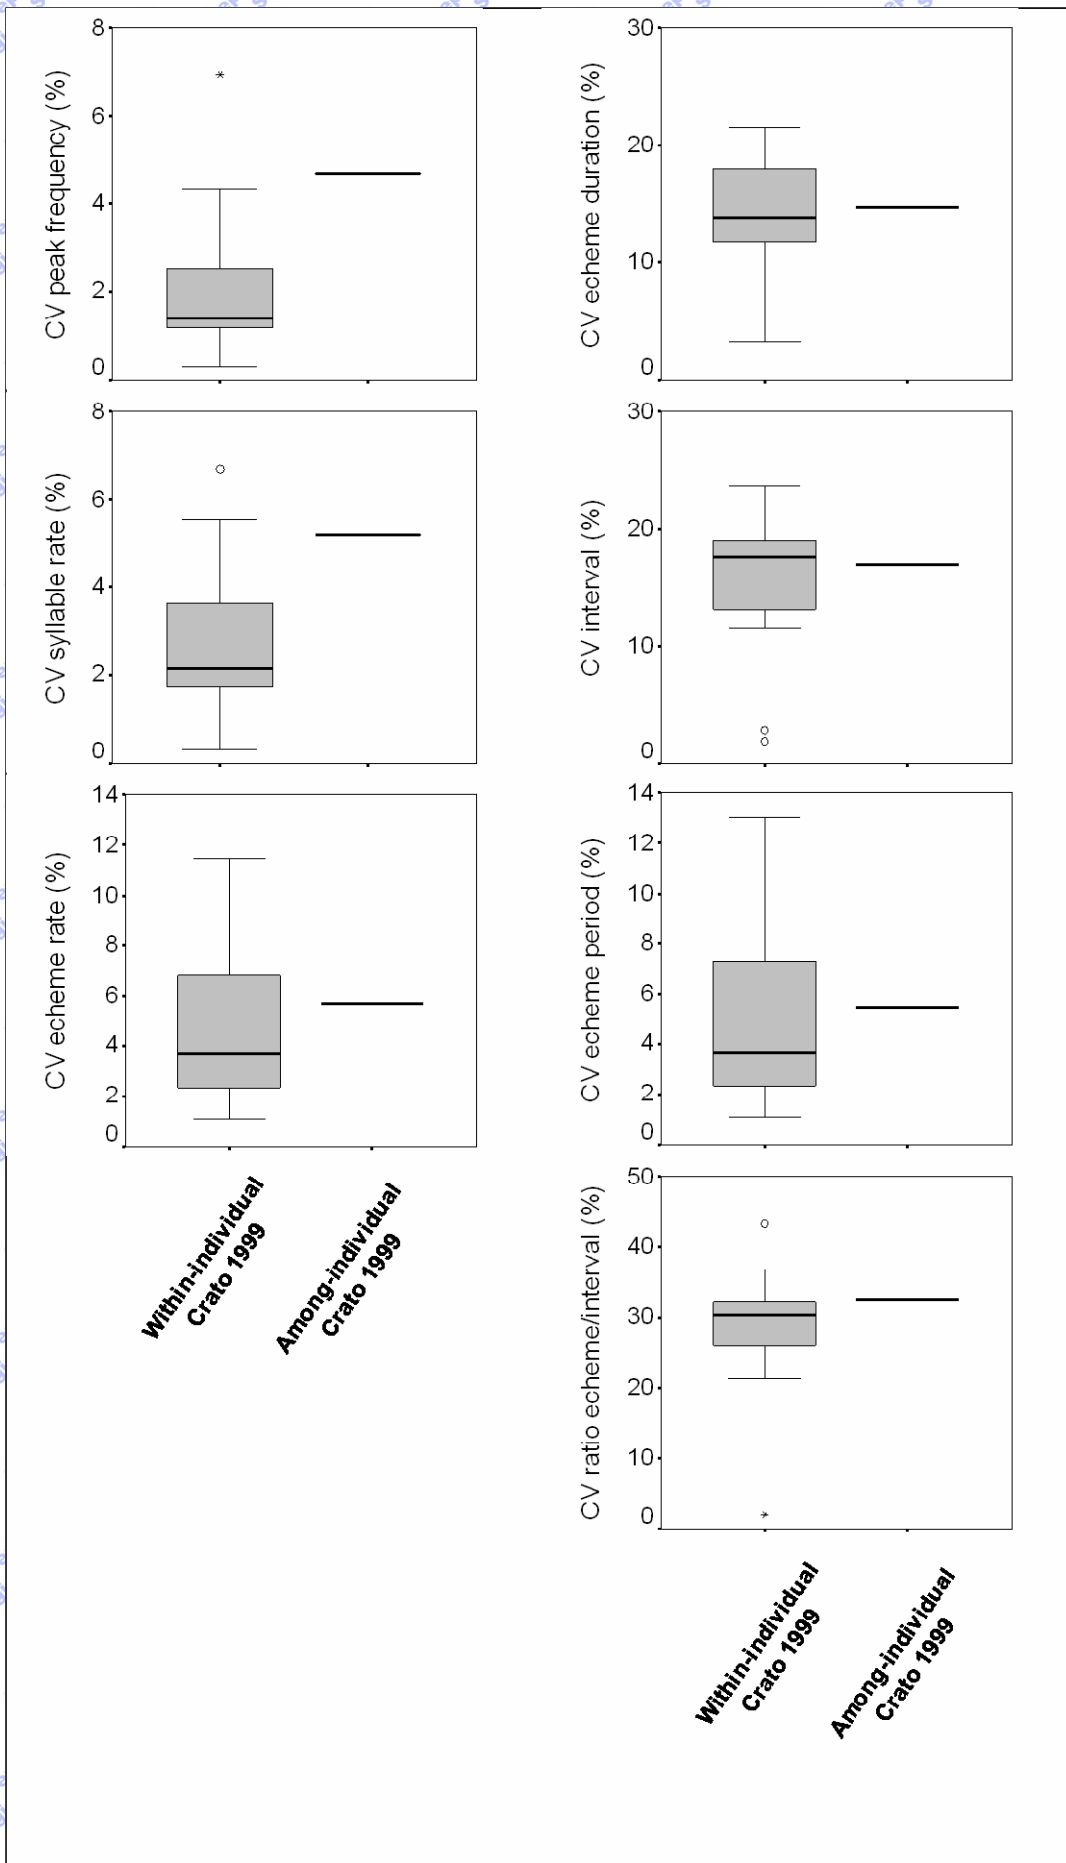 CV peak frequency (%)
8
6
4
2
0
CV echeme duration (%)
30
20
10
0
CV syllable rate (%)
8
6
4
2
0
CV interval (%)
30
20
10
0
CV echeme rate (%)
14
12
10
8
6
4
2
0
CV echeme period (%)
14
12
10
8
6
4
2
0
Within-individual
Crato 1999
Among-individual
Crato 1999
CV ratio echeme/interval (%)
50
40
30
20
10
0
Within-individual
Crato 1999
Among-individual
Crato 1999